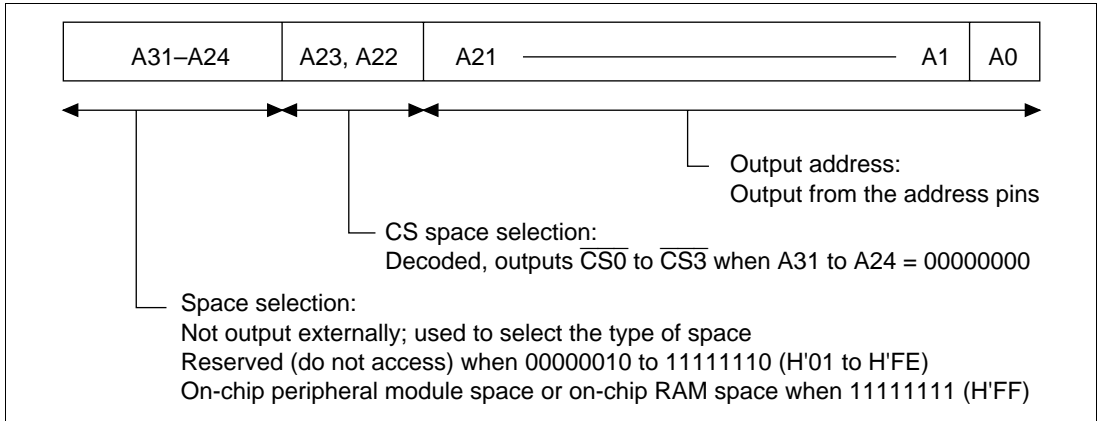 A31–A24 A23, A22 A21 A1 A0
Output address:
Output from the address pins
CS space selection:
Decoded, outputs C̅S̅0̅ to C̅S̅3̅ when A31 to A24 = 00000000
Space selection:
Not output externally; used to select the type of space
Reserved (do not access) when 00000010 to 11111110 (H'01 to H'FE)
On-chip peripheral module space or on-chip RAM space when 11111111 (H'FF)